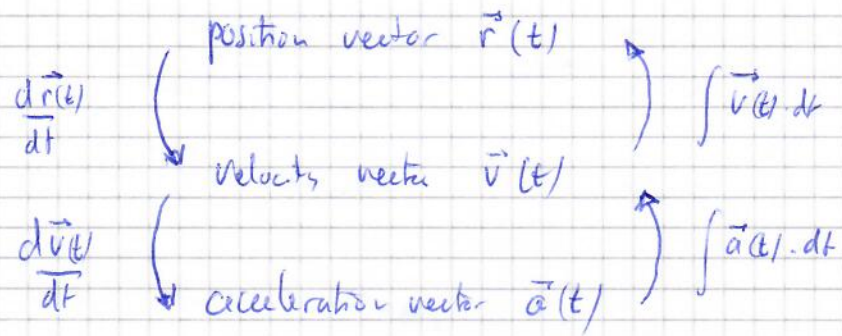 position vector r⃗(t)
dr⃗(t)/dt
∫ v⃗(t).dt
velocity vector v⃗(t)
dv⃗(t)/dt
∫ a⃗(t).dt
acceleration vector a⃗(t)